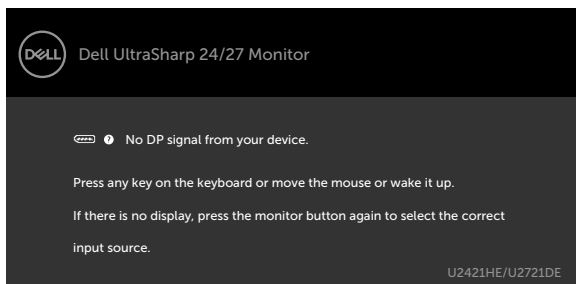 DELL
Dell UltraSharp 24/27 Monitor
? No DP signal from your device.
Press any key on the keyboard or move the mouse or wake it up.
If there is no display, press the monitor button again to select the correct
input source.
U2421HE/U2721DE